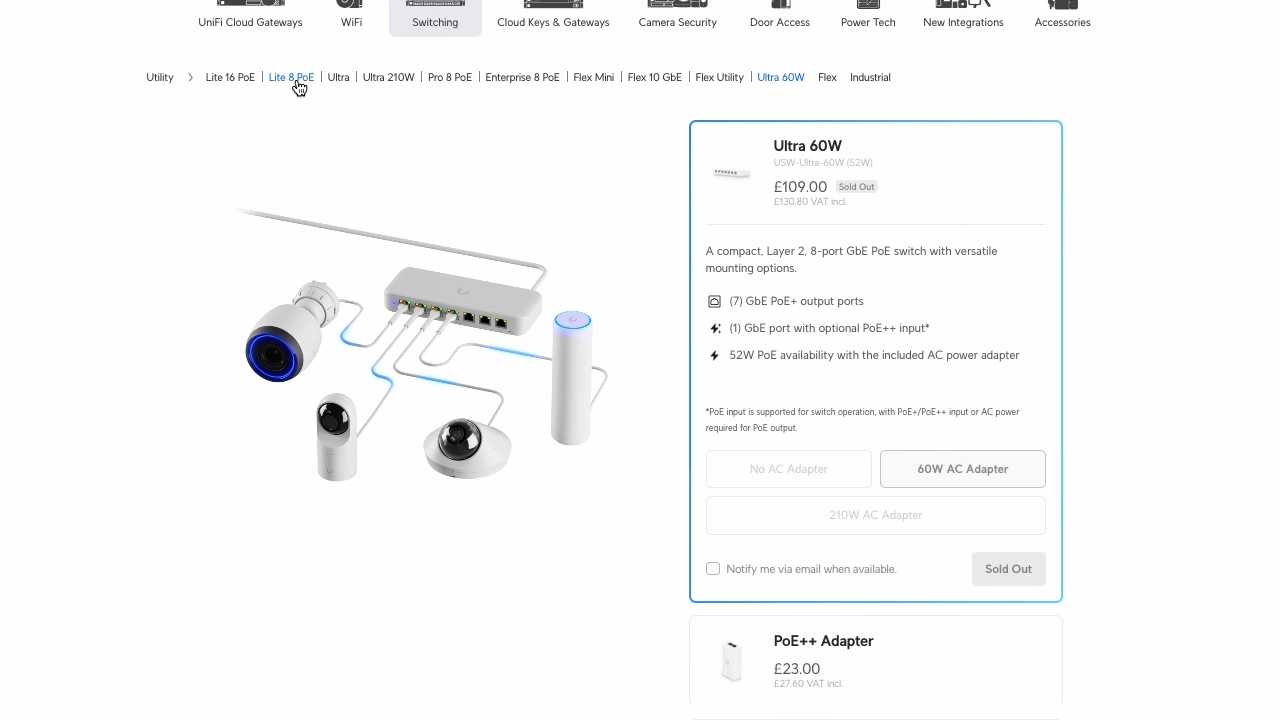 UniFi Cloud Gateways WiFi Switching Cloud Keys & Gateways Camera Security Door Access Power Tech New Integrations Accessories
Utility > Lite 16 PoE | Lite 8 PoE | Ultra | Ultra 210W | Pro 8 PoE | Enterprise 8 PoE | Flex Mini | Flex 10 GbE | Flex Utility | Ultra 60W Flex Industrial
Ultra 60W
USW-Ultra-60W (52W)
£109.00 Sold Out
£130.80 VAT incl.
A compact, Layer 2, 8-port GbE PoE switch with versatile
mounting options.
(7) GbE PoE+ output ports
(1) GbE port with optional PoE++ input*
52W PoE availability with the included AC power adapter
*PoE input is supported for switch operation, with PoE+/PoE++ input or AC power
required for PoE output.
No AC Adapter 60W AC Adapter
210W AC Adapter
Notify me via email when available. Sold Out
PoE++ Adapter
£23.00
£27.60 VAT incl.